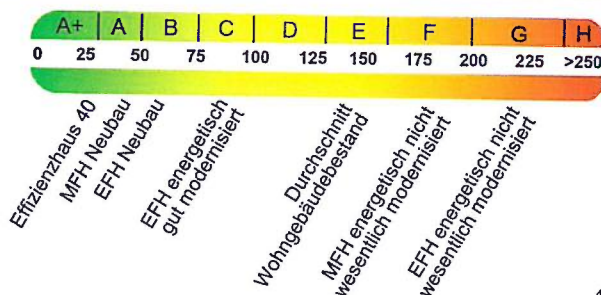 A+ A B C D E F G H
0 25 50 75 100 125 150 175 200 225 >250
Effizienzhaus 40
MFH Neubau
EFH Neubau
EFH energetisch
gut modernisiert
Durchschnitt
Wohngebäudebestand
MFH energetisch nicht
wesentlich modernisiert
EFH energetisch nicht
wesentlich modernisiert